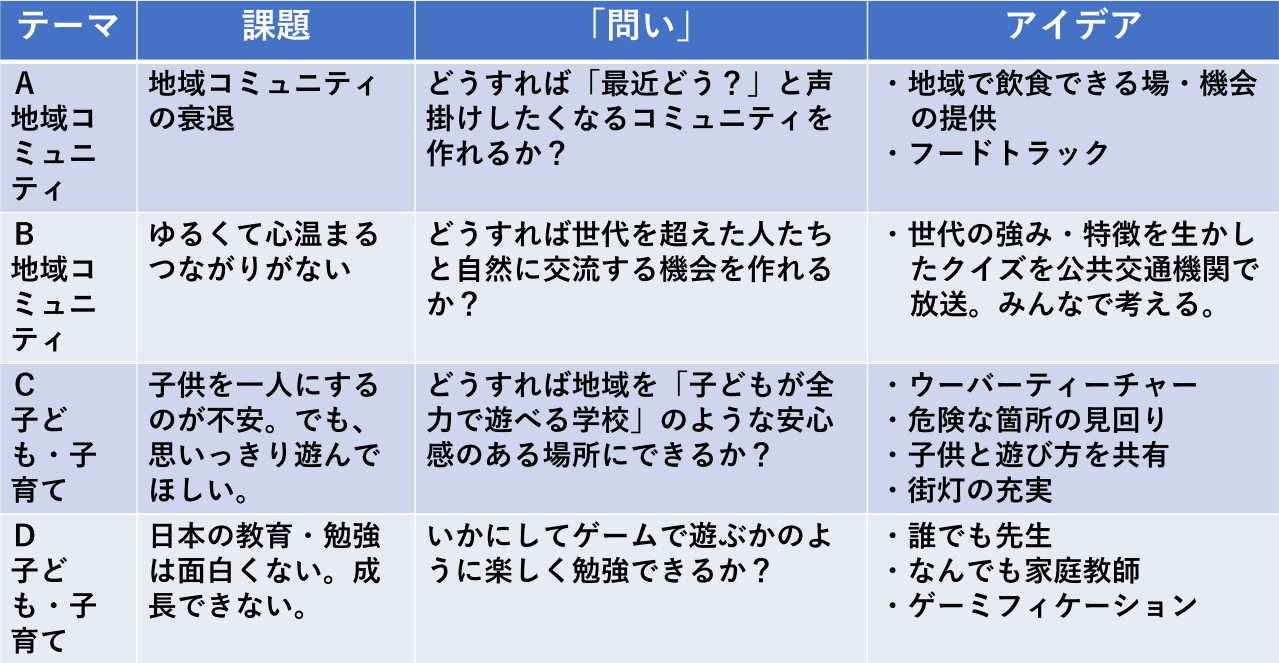 テーマ
課題
「問い」
アイデア
A
地域コ
ミュニ
ティ
地域コミュニティ
の衰退
どうすれば「最近どう？」と声
掛けしたくなるコミュニティを
作れるか？
・地域で飲食できる場・機会
の提供
・フードトラック
B
地域コ
ミュニ
ティ
ゆるくて心温まる
つながりがない
どうすれば世代を超えた人たち
と自然に交流する機会を作れる
か？
・世代の強み・特徴を生かし
たクイズを公共交通機関で
放送。みんなで考える。
C
子ど
も・子
育て
子供を一人にする
のが不安。でも、
思いっきり遊んで
ほしい。
どうすれば地域を「子どもが全
力で遊べる学校」のような安心
感のある場所にできるか？
・ウーバーティーチャー
・危険な箇所の見回り
・子供と遊び方を共有
・街灯の充実
D
子ど
も・子
育て
日本の教育・勉強
は面白くない。成
長できない。
いかにしてゲームで遊ぶかのよ
うに楽しく勉強できるか？
・誰でも先生
・なんでも家庭教師
・ゲーミフィケーション